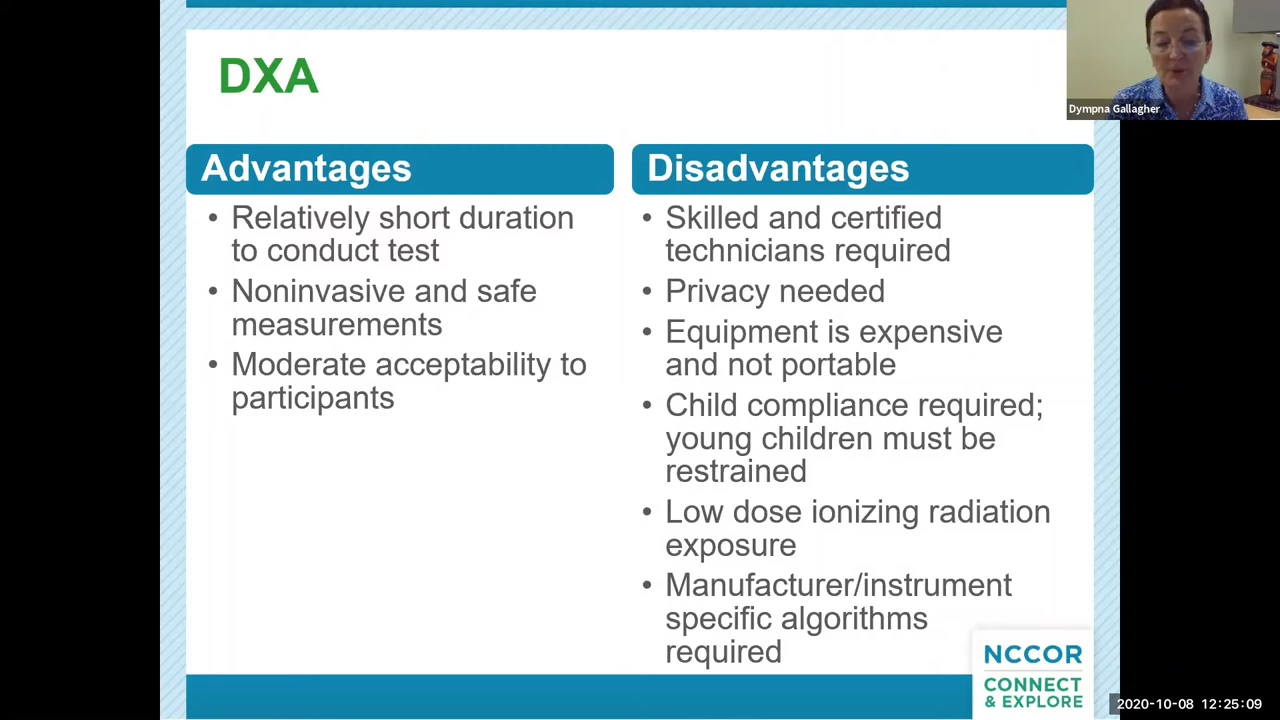 DXA
Advantages
• Relatively short duration
to conduct test
• Noninvasive and safe
measurements
• Moderate acceptability to
participants
Disadvantages
• Skilled and certified
technicians required
• Privacy needed
• Equipment is expensive
and not portable
• Child compliance required;
young children must be
restrained
• Low dose ionizing radiation
exposure
• Manufacturer/instrument
specific algorithms
required
NCCOR
CONNECT
& EXPLORE
Dympna Gallagher
2020-10-08 12:25:09